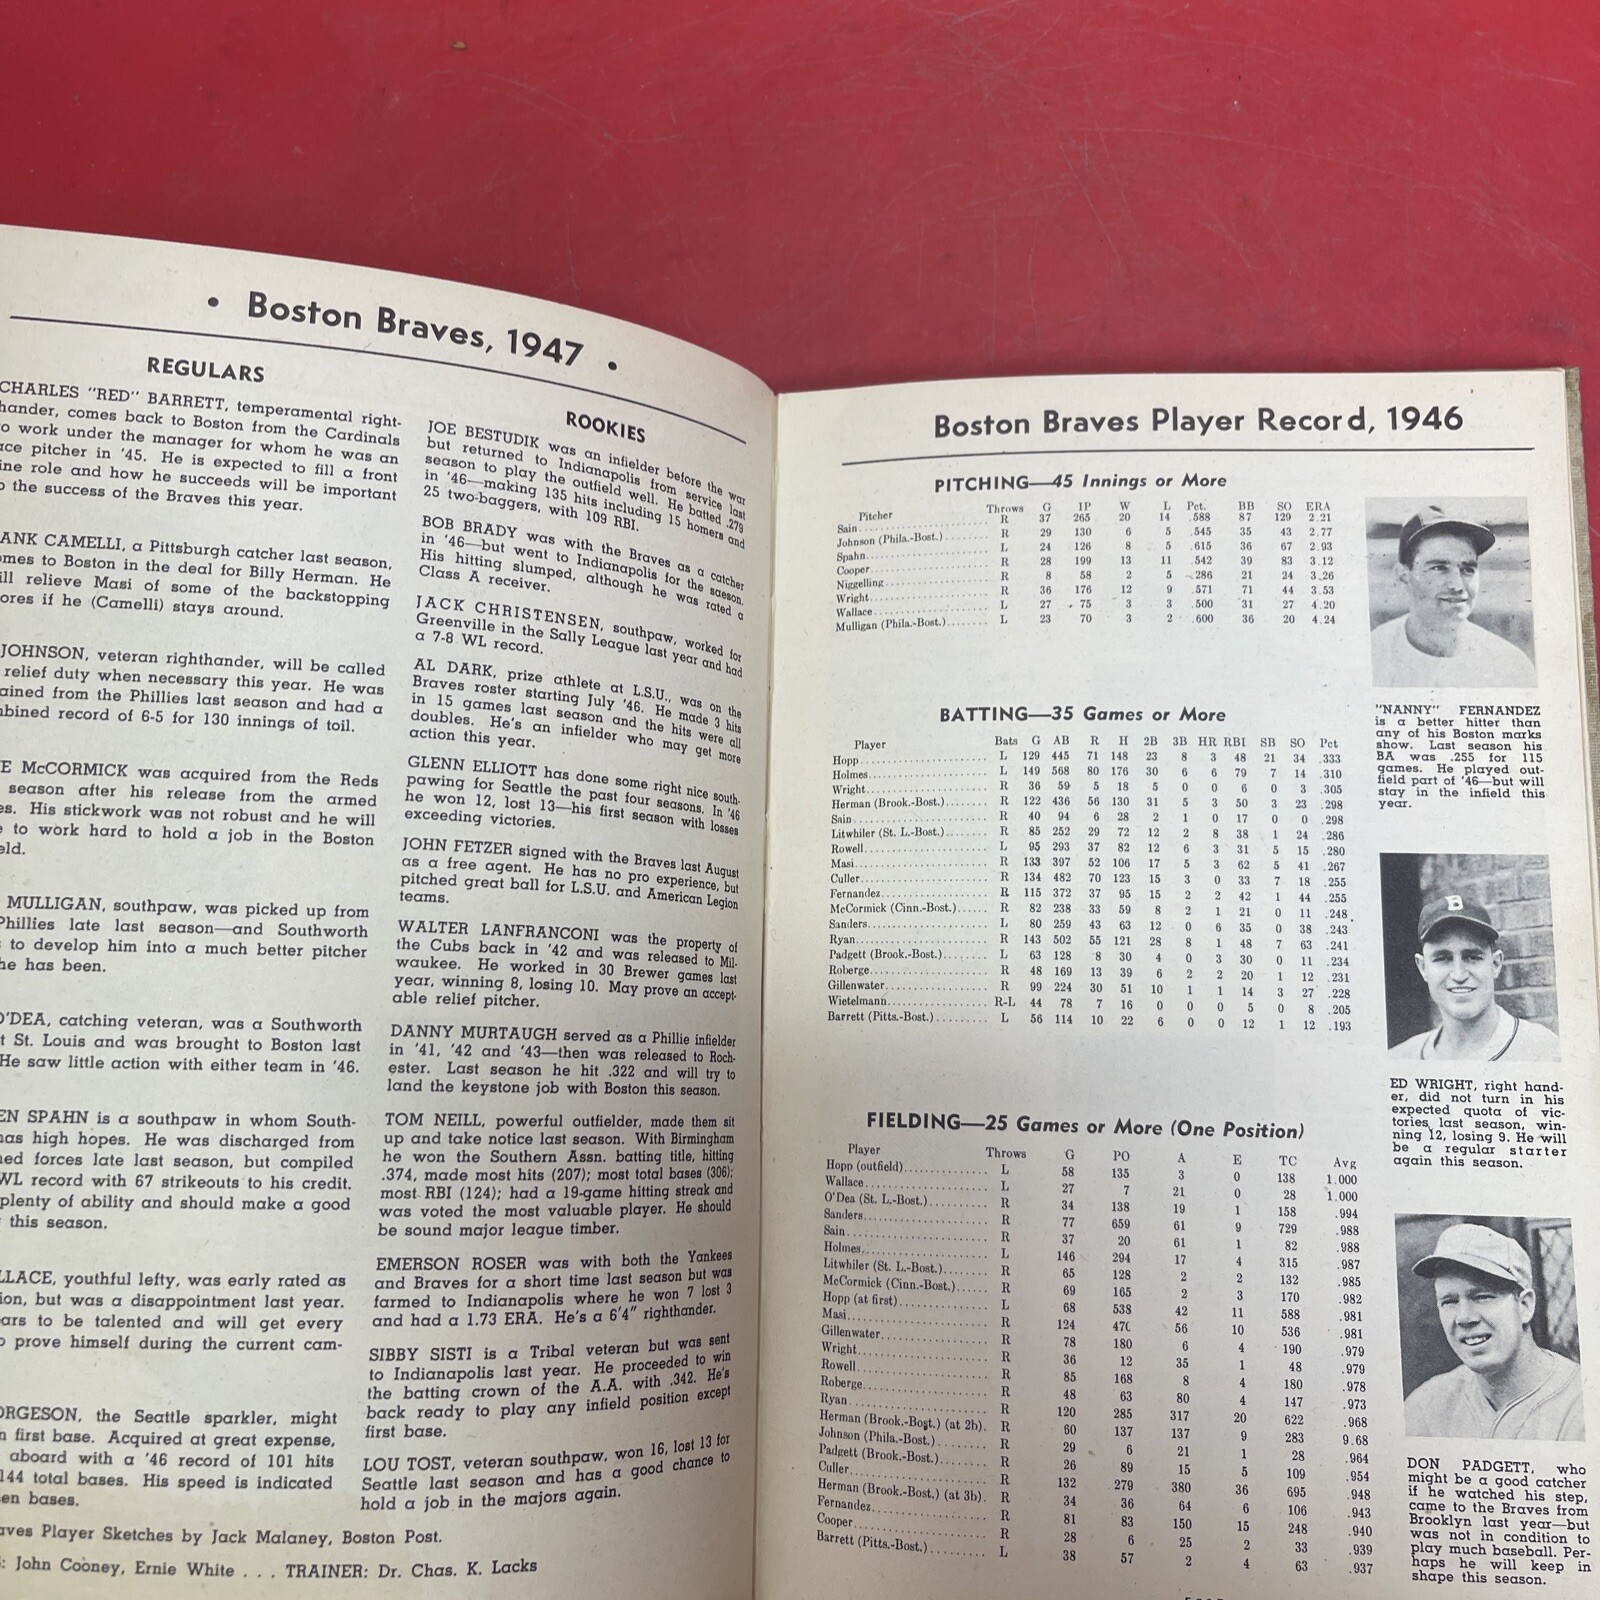 • Boston Braves, 1947 •
REGULARS
CHARLES "RED" BARRETT, temperamental right-
hander, comes back to Boston from the Cardinals
to work under the manager for whom he was an
ace pitcher in '45. He is expected to fill a front
line role and how he succeeds will be important
to the success of the Braves this year.
ANK CAMELLI, a Pittsburgh catcher last season,
omes to Boston in the deal for Billy Herman. He
ill relieve Masi of some of the backstopping
ores if he (Camelli) stays around.
JOHNSON, veteran righthander, will be called
relief duty when necessary this year. He was
ained from the Phillies last season and had a
mbined record of 6-5 for 130 innings of toil.
E McCORMICK was acquired from the Reds
season after his release from the armed
es. His stickwork was not robust and he will
e to work hard to hold a job in the Boston
eld.
MULLIGAN, southpaw, was picked up from
Phillies late last season—and Southworth
s to develop him into a much better pitcher
he has been.
O'DEA, catching veteran, was a Southworth
t St. Louis and was brought to Boston last
He saw little action with either team in '46.
EN SPAHN is a southpaw in whom South-
has high hopes. He was discharged from
ned forces late last season, but compiled
WL record with 67 strikeouts to his credit.
plenty of ability and should make a good
this season.
LLACE, youthful lefty, was early rated as
ion, but was a disappointment last year.
ars to be talented and will get every
o prove himself during the current cam-
ORGESON, the Seattle sparkler, might
n first base. Acquired at great expense,
aboard with a '46 record of 101 hits
144 total bases. His speed is indicated
en bases.
aves Player Sketches by Jack Malaney, Boston Post.
S: John Cooney, Ernie White . . . TRAINER: Dr. Chas. K. Lacks
ROOKIES
JOE BESTUDIK was an infielder before the war
but returned to Indianapolis from service last
season to play the outfield well. He batted .279
in '46—making 135 hits including 15 homers and
25 two-baggers, with 109 RBI.
BOB BRADY was with the Braves as a catcher
in '46—but went to Indianapolis for the saeson.
His hitting slumped, although he was rated a
Class A receiver.
JACK CHRISTENSEN, southpaw, worked for
Greenville in the Sally League last year and had
a 7-8 WL record.
AL DARK, prize athlete at L.S.U., was on the
Braves roster starting July '46. He made 3 hits
in 15 games last season and the hits were all
doubles. He's an infielder who may get more
action this year.
GLENN ELLIOTT has done some right nice south-
pawing for Seattle the past four seasons. In '46
he won 12, lost 13—his first season with losses
exceeding victories.
JOHN FETZER signed with the Braves last August
as a free agent. He has no pro experience, but
pitched great ball for L.S.U. and American Legion
teams.
WALTER LANFRANCONI was the property of
the Cubs back in '42 and was released to Mil-
waukee. He worked in 30 Brewer games last
year, winning 8, losing 10. May prove an accept-
able relief pitcher.
DANNY MURTAUGH served as a Phillie infielder
in '41, '42 and '43—then was released to Roch-
ester. Last season he hit .322 and will try to
land the keystone job with Boston this season.
TOM NEILL, powerful outfielder, made them sit
up and take notice last season. With Birmingham
he won the Southern Assn. batting title, hitting
.374, made most hits (207); most total bases (306);
most RBI (124); had a 19-game hitting streak and
was voted the most valuable player. He should
be sound major league timber.
EMERSON ROSER was with both the Yankees
and Braves for a short time last season but was
farmed to Indianapolis where he won 7 lost 3
and had a 1.73 ERA. He's a 6'4" righthander.
SIBBY SISTI is a Tribal veteran but was sent
to Indianapolis last year. He proceeded to win
the batting crown of the A.A. with .342. He's
back ready to play any infield position except
first base.
LOU TOST, veteran southpaw, won 16, lost 13 for
Seattle last season and has a good chance to
hold a job in the majors again.
Boston Braves Player Record, 1946
PITCHING—45 Innings or More
Pitcher Throws G IP W L Pct. BB SO ERA
Sain R 37 265 20 14 .588 87 129 2.21
Johnson (Phila.-Bost.) R 29 130 6 5 .545 35 43 2.77
Spahn L 24 126 8 5 .615 36 67 2.93
Cooper R 28 199 13 11 .542 39 83 3.12
Niggelling R 8 58 2 5 .286 21 24 3.26
Wright R 36 176 12 9 .571 71 44 3.53
Wallace L 27 75 3 3 .500 31 27 4.20
Mulligan (Phila.-Bost.) L 23 70 3 2 .600 36 20 4.24
BATTING—35 Games or More
Player Bats G AB R H 2B 3B HR RBI SB SO Pct
Hopp L 129 445 71 148 23 8 3 48 21 34 .333
Holmes L 149 568 80 176 30 6 6 79 7 14 .310
Wright R 36 59 5 18 5 0 0 6 0 3 .305
Herman (Brook.-Bost.) R 122 436 56 130 31 5 3 50 3 23 .298
Sain R 40 94 6 28 2 1 0 17 0 0 .298
Litwhiler (St. L.-Bost.) R 85 252 29 72 12 2 8 38 1 24 .286
Rowell L 95 293 37 82 12 6 3 31 5 15 .280
Masi R 133 397 52 106 17 5 3 62 5 41 .267
Culler R 134 482 70 123 15 3 0 33 7 18 .255
Fernandez R 115 372 37 95 15 2 2 42 1 44 .255
McCormick (Cinn.-Bost.) R 82 238 33 59 8 2 1 21 0 11 .248
Sanders L 80 259 43 63 12 0 6 35 0 38 .243
Ryan R 143 502 55 121 28 8 1 48 7 63 .241
Padgett (Brook.-Bost.) L 63 128 8 30 4 0 3 30 0 11 .234
Roberge R 48 169 13 39 6 2 2 20 1 12 .231
Gillenwater R 99 224 30 51 10 1 1 14 3 27 .228
Wietelmann R-L 44 78 7 16 0 0 0 5 0 8 .205
Barrett (Pitts.-Bost.) L 56 114 10 22 6 0 0 12 1 12 .193
FIELDING—25 Games or More (One Position)
Player Throws G PO A E TC Avg
Hopp (outfield) L 58 135 3 0 138 1.000
Wallace L 27 7 21 0 28 1.000
O'Dea (St. L.-Bost.) R 34 138 19 1 158 .994
Sanders R 77 659 61 9 729 .988
Sain R 37 20 61 1 82 .988
Holmes L 146 294 17 4 315 .987
Litwhiler (St. L.-Bost.) R 65 128 2 2 132 .985
McCormick (Cinn.-Bost.) R 69 165 2 3 170 .982
Hopp (at first) L 68 538 42 11 588 .981
Masi R 124 470 56 10 536 .981
Gillenwater R 78 180 6 4 190 .979
Wright R 36 12 35 1 48 .979
Rowell R 85 168 8 4 180 .978
Roberge R 48 63 80 4 147 .973
Ryan R 120 285 317 20 622 .968
Herman (Brook.-Bost.) (at 2b) R 60 137 137 9 283 9.68
Johnson (Phila.-Bost.) R 29 6 21 1 28 .964
Padgett (Brook.-Bost.) R 26 89 15 5 109 .954
Culler R 132 279 380 36 695 .948
Herman (Brook.-Bost.) (at 3b) R 34 36 64 6 106 .943
Fernandez R 81 83 150 15 248 .940
Cooper R 28 6 25 2 33 .939
Barrett (Pitts.-Bost.) L 38 57 2 4 63 .937
"NANNY" FERNANDEZ
is a better hitter than
any of his Boston marks
show. Last season his
BA was .255 for 115
games. He played out-
field part of '46—but will
stay in the infield this
year.
B
ED WRIGHT, right hand-
er, did not turn in his
expected quota of vic-
tories last season, win-
ning 12, losing 9. He will
be a regular starter
again this season.
DON PADGETT, who
might be a good catcher
if he watched his step,
came to the Braves from
Brooklyn last year—but
was not in condition to
play much baseball. Per-
haps he will keep in
shape this season.